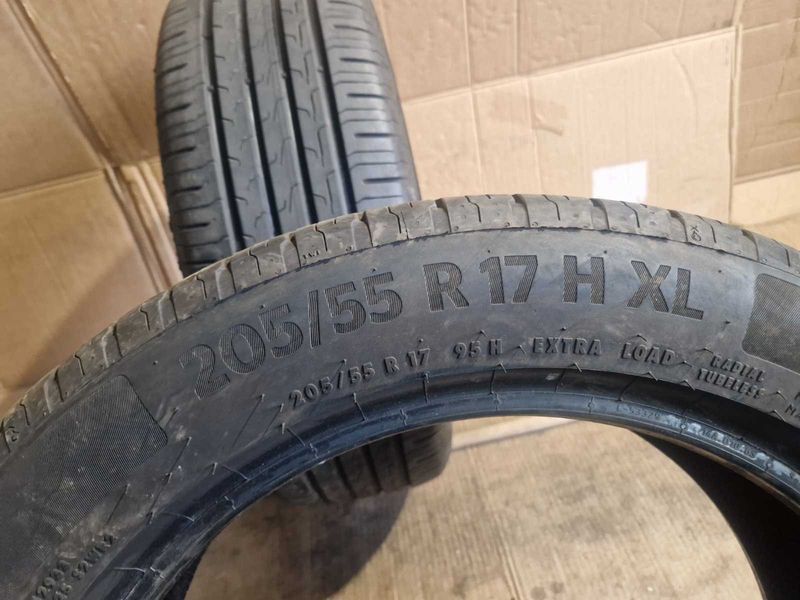 205/55 R 17 H XL
205/55 R 17 95 H EXTRA LOAD RADIAL
TUBELESS